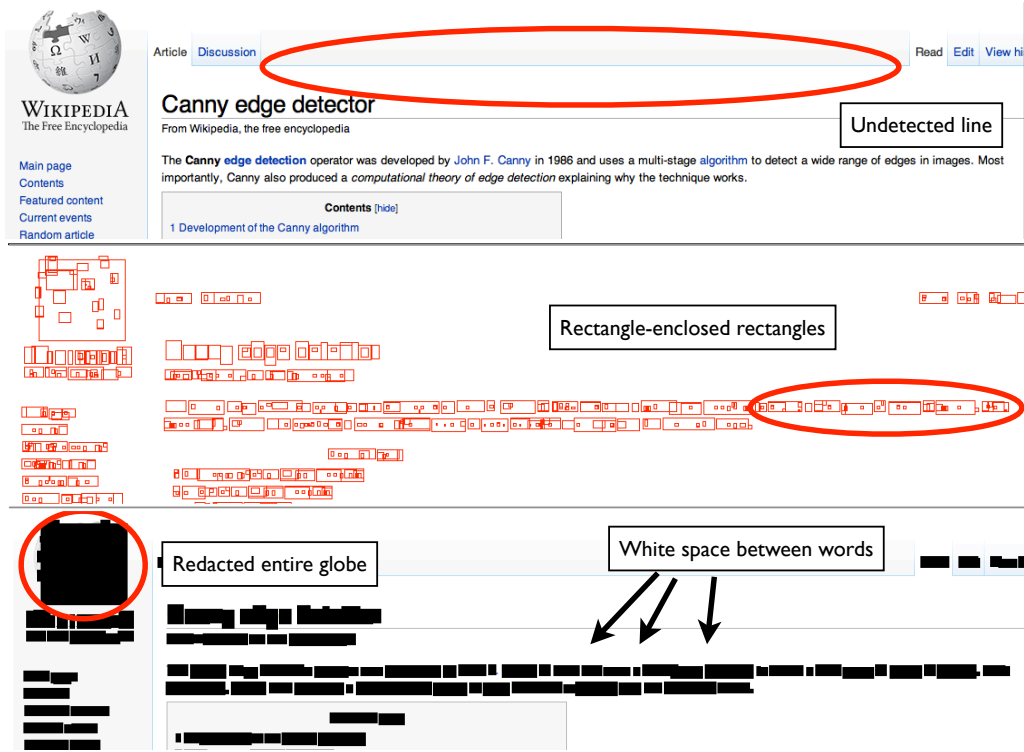 Article Discussion Read Edit View hi
WIKIPEDIA
The Free Encyclopedia
Canny edge detector
From Wikipedia, the free encyclopedia
Undetected line
Main page
Contents
Featured content
Current events
Random article
The Canny edge detection operator was developed by John F. Canny in 1986 and uses a multi-stage algorithm to detect a wide range of edges in images. Most
importantly, Canny also produced a computational theory of edge detection explaining why the technique works.
Contents [hide]
1 Development of the Canny algorithm
Rectangle-enclosed rectangles
Redacted entire globe
White space between words